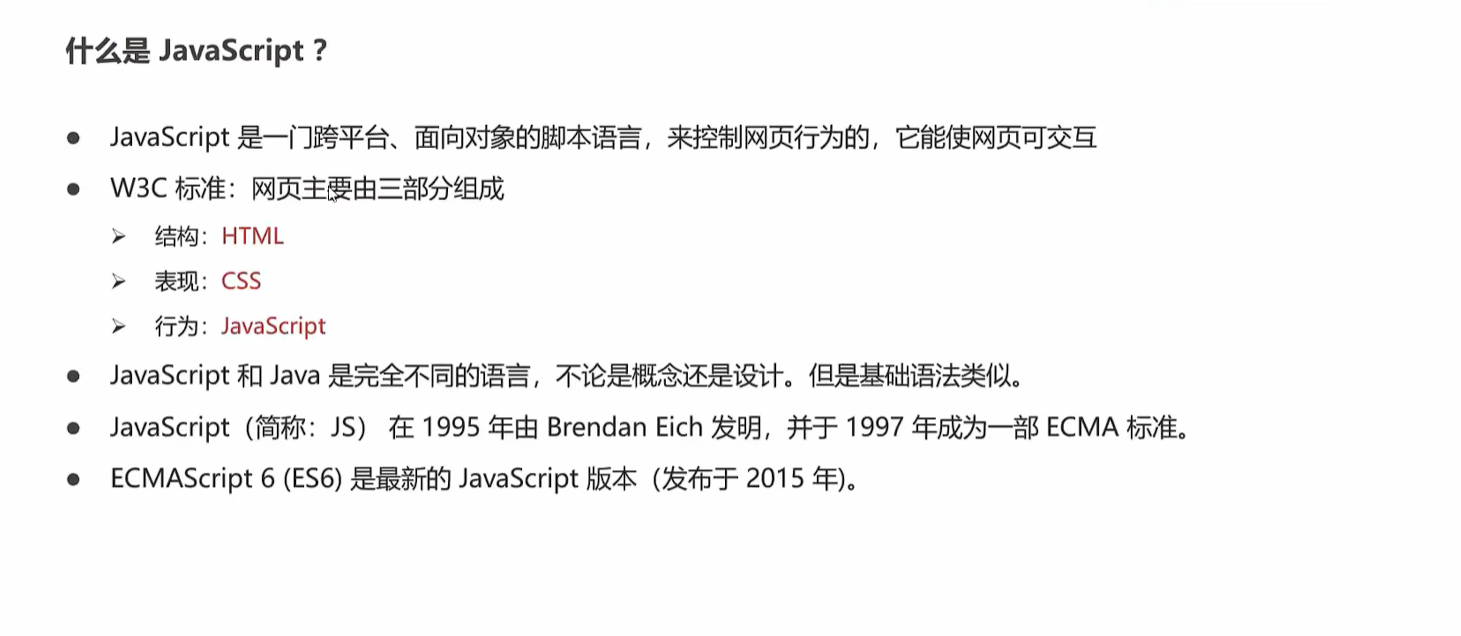 什么是 JavaScript？
● JavaScript 是一门跨平台、面向对象的脚本语言，来控制网页行为的，它能使网页可交互
● W3C 标准：网页主要由三部分组成
➢ 结构：HTML
➢ 表现：CSS
➢ 行为：JavaScript
● JavaScript 和 Java 是完全不同的语言，不论是概念还是设计。但是基础语法类似。
● JavaScript（简称：JS） 在 1995 年由 Brendan Eich 发明，并于 1997 年成为一部 ECMA 标准。
● ECMAScript 6 (ES6) 是最新的 JavaScript 版本（发布于 2015 年)。